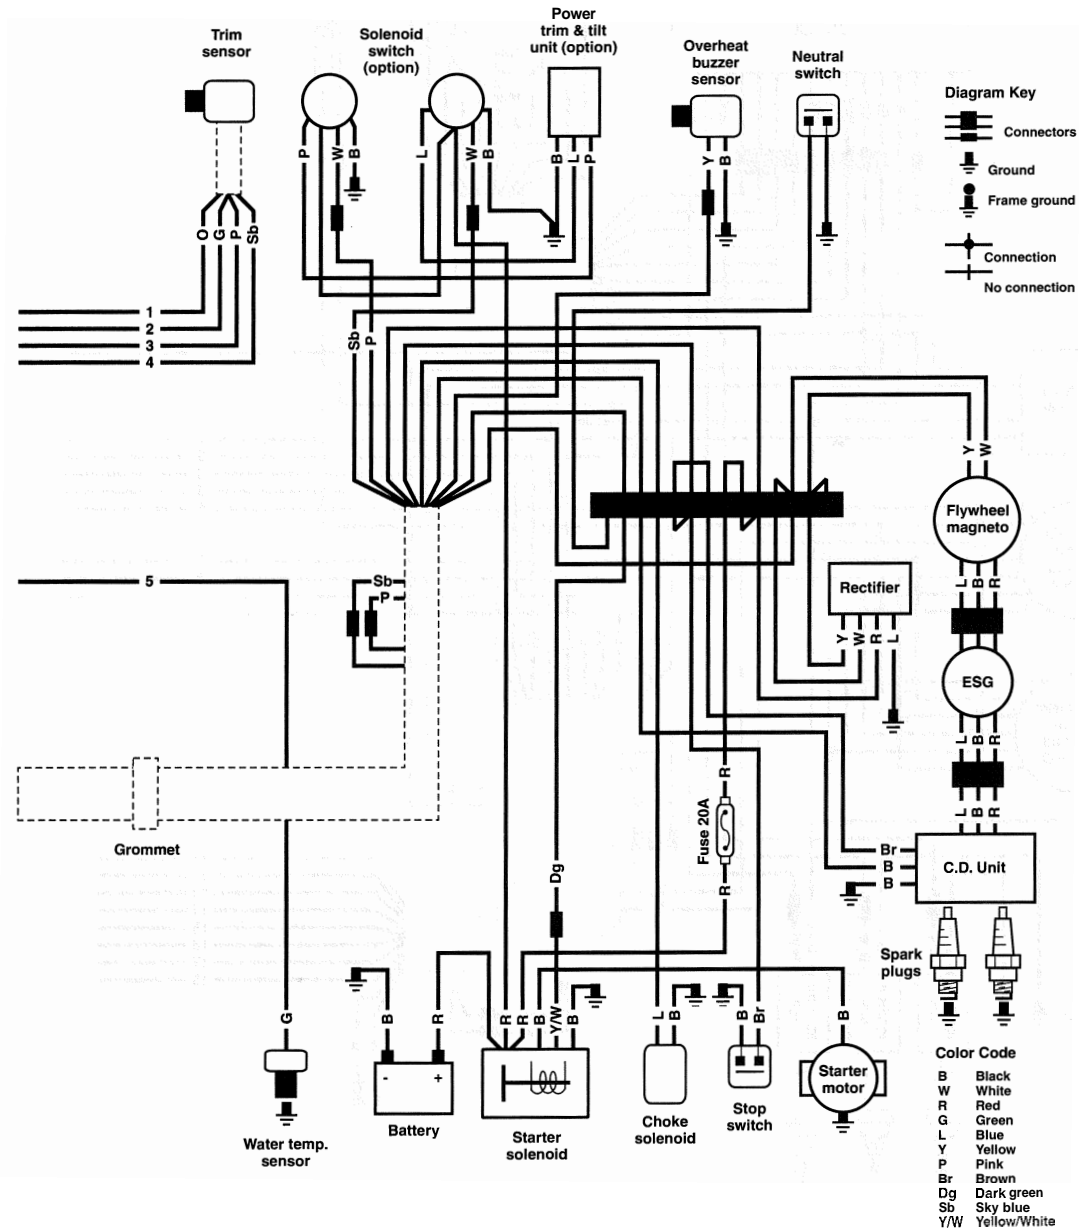 Trim
sensor
Solenoid
switch
(option)
Power
trim & tilt
unit (option)
Overheat
buzzer
sensor
Neutral
switch
Diagram Key
Connectors
Ground
Frame ground
Connection
No connection
P W B
L W B
B L P
Y B
O G P Sb
1
2
3
4
Sb P
Y W
Flywheel
magneto
L B R
5
Sb
P
Rectifier
Y W R L
ESG
L B R
L B R
R
Fuse 20A
R
Grommet
Br
B
B
C.D. Unit
Dg
Spark
plugs
G
B R
R R B Y/W B
L B
B Br
B
- +
Water temp.
sensor
Battery
Starter
solenoid
Choke
solenoid
Stop
switch
Starter
motor
Color Code
B Black
W White
R Red
G Green
L Blue
Y Yellow
P Pink
Br Brown
Dg Dark green
Sb Sky blue
Y/W Yellow/White